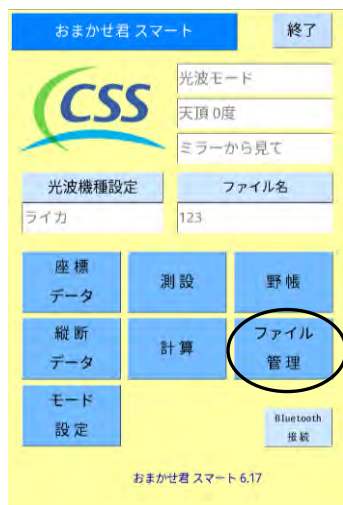 おまかせ君 スマート
終了
CSS
光波モード
天頂 0度
ミラーから見て
光波機種設定
ファイル名
ライカ
123
座標
データ
測設
野帳
縦断
データ
計算
ファイル
管理
モード
設定
Bluetooth
接続
おまかせ君 スマート 6.17